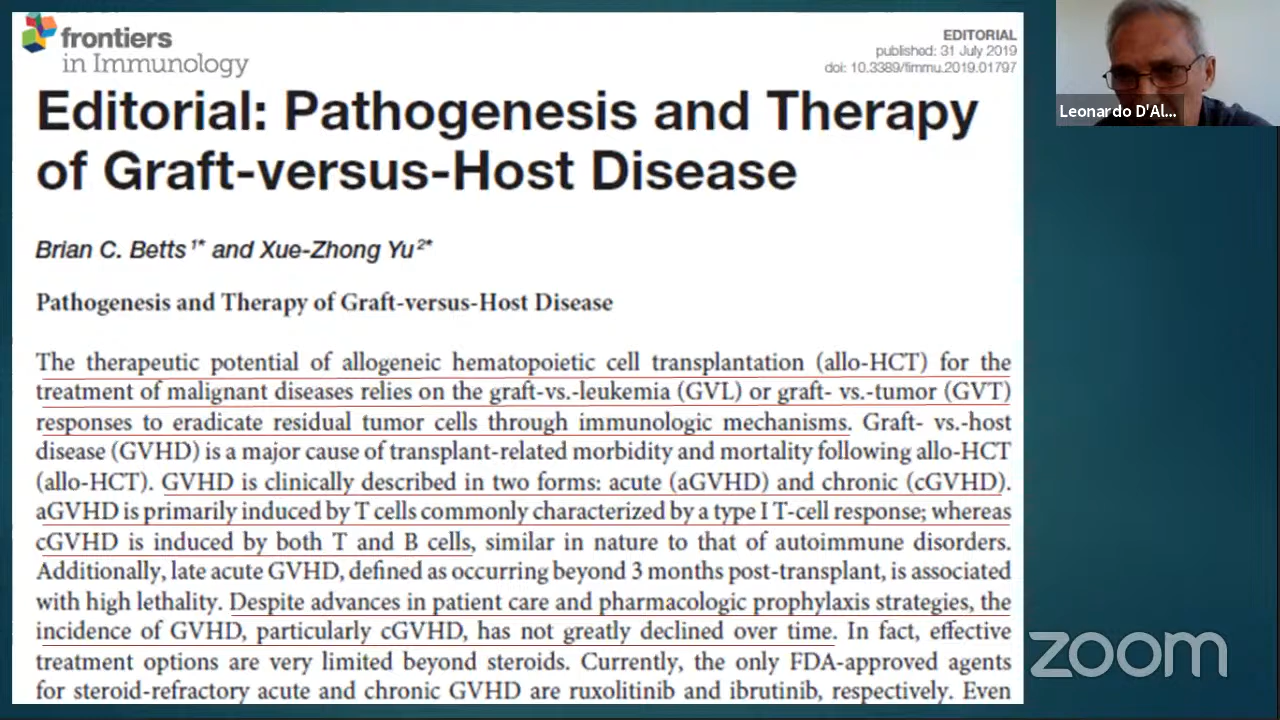 frontiers
in Immunology
EDITORIAL
published: 31 July 2019
doi: 10.3389/fimmu.2019.01797
Editorial: Pathogenesis and Therapy
of Graft-versus-Host Disease
Brian C. Betts 1* and Xue-Zhong Yu 2*
Pathogenesis and Therapy of Graft-versus-Host Disease
The therapeutic potential of allogeneic hematopoietic cell transplantation (allo-HCT) for the
treatment of malignant diseases relies on the graft-vs.-leukemia (GVL) or graft- vs.-tumor (GVT)
responses to eradicate residual tumor cells through immunologic mechanisms. Graft- vs.-host
disease (GVHD) is a major cause of transplant-related morbidity and mortality following allo-HCT
(allo-HCT). GVHD is clinically described in two forms: acute (aGVHD) and chronic (cGVHD).
aGVHD is primarily induced by T cells commonly characterized by a type I T-cell response; whereas
cGVHD is induced by both T and B cells, similar in nature to that of autoimmune disorders.
Additionally, late acute GVHD, defined as occurring beyond 3 months post-transplant, is associated
with high lethality. Despite advances in patient care and pharmacologic prophylaxis strategies, the
incidence of GVHD, particularly cGVHD, has not greatly declined over time. In fact, effective
treatment options are very limited beyond steroids. Currently, the only FDA-approved agents
for steroid-refractory acute and chronic GVHD are ruxolitinib and ibrutinib, respectively. Even
Leonardo D'Al...
zoom